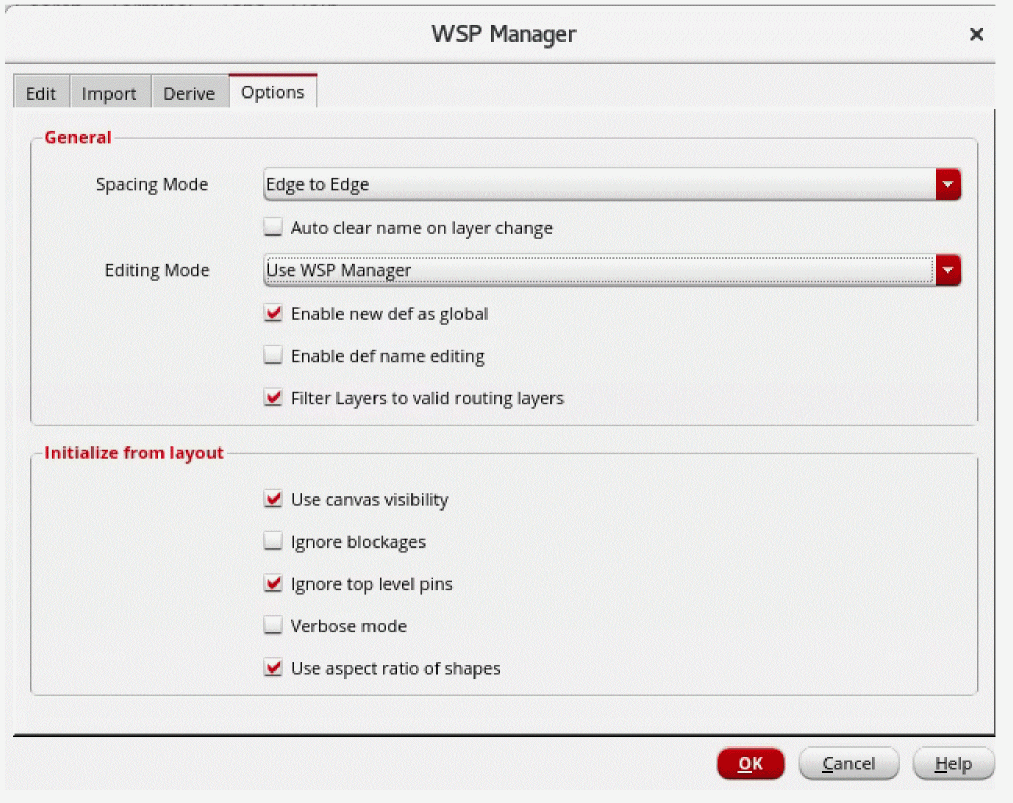 WSP Manager
Edit Import Derive Options
General
Spacing Mode Edge to Edge
Auto clear name on layer change
Editing Mode Use WSP Manager
Enable new def as global
Enable def name editing
Filter Layers to valid routing layers
Initialize from layout
Use canvas visibility
Ignore blockages
Ignore top level pins
Verbose mode
Use aspect ratio of shapes
OK Cancel Help